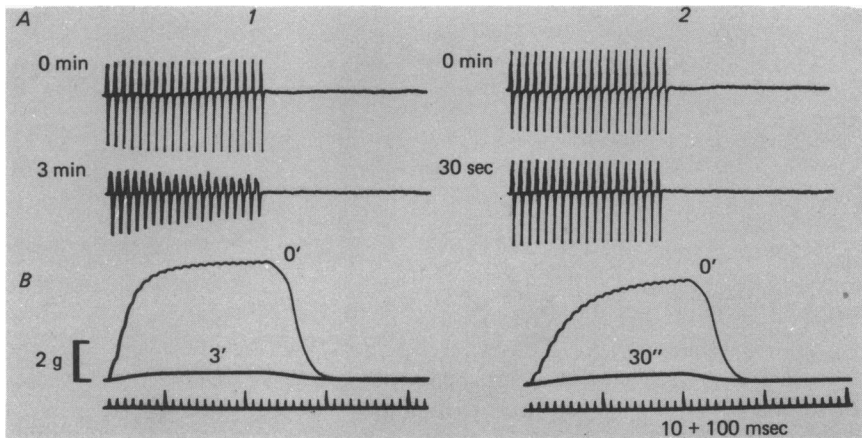 A 1 2
0 min 0 min
3 min 30 sec
B 0′ 0′
2 g 3′ 30″
10 + 100 msec